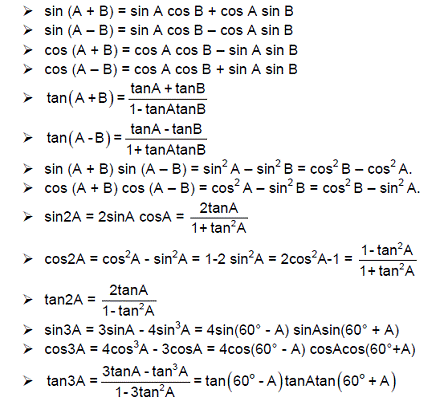 ➢ sin (A + B) = sin A cos B + cos A sin B
➢ sin (A – B) = sin A cos B – cos A sin B
➢ cos (A + B) = cos A cos B – sin A sin B
➢ cos (A – B) = cos A cos B + sin A sin B
➢ tan(A+B) = (tanA + tanB)/(1- tanAtanB)
➢ tan(A-B) = (tanA - tanB)/(1+ tanAtanB)
➢ sin (A + B) sin (A – B) = sin² A – sin² B = cos² B – cos² A.
➢ cos (A + B) cos (A – B) = cos² A – sin² B = cos² B – sin² A.
➢ sin2A = 2sinA cosA = 2tanA/(1+ tan²A)
➢ cos2A = cos²A - sin²A = 1-2 sin²A = 2cos²A-1 = (1- tan²A)/(1+ tan²A)
➢ tan2A = 2tanA/(1- tan²A)
➢ sin3A = 3sinA - 4sin³A = 4sin(60° - A) sinAsin(60° + A)
➢ cos3A = 4cos³A - 3cosA = 4cos(60° - A) cosAcos(60°+A)
➢ tan3A = (3tanA - tan³A)/(1- 3tan²A) = tan(60° - A)tanAtan(60° + A)